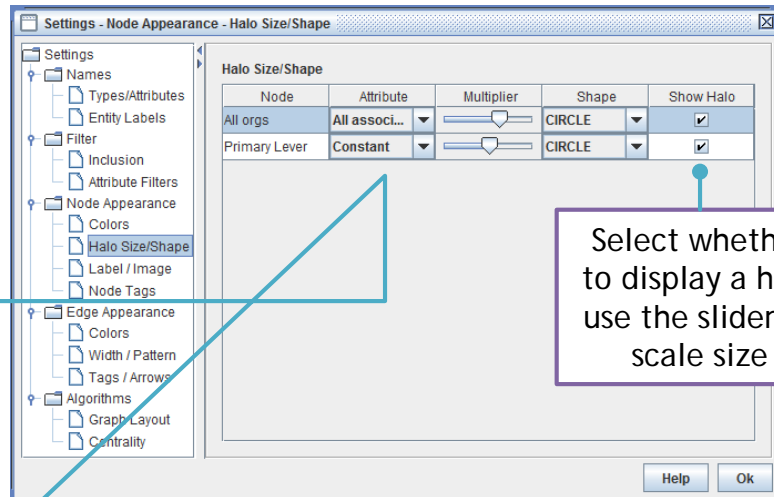 Settings - Node Appearance - Halo Size/Shape
Settings
Names
Types/Attributes
Entity Labels
Filter
Inclusion
Attribute Filters
Node Appearance
Colors
Halo Size/Shape
Label / Image
Node Tags
Edge Appearance
Colors
Width / Pattern
Tags / Arrows
Algorithms
Graph Layout
Centrality
Halo Size/Shape
Node Attribute Multiplier Shape Show Halo
All orgs All associ... CIRCLE
Primary Lever Constant CIRCLE
Select wheth
to display a h
use the slider
scale size
Help Ok